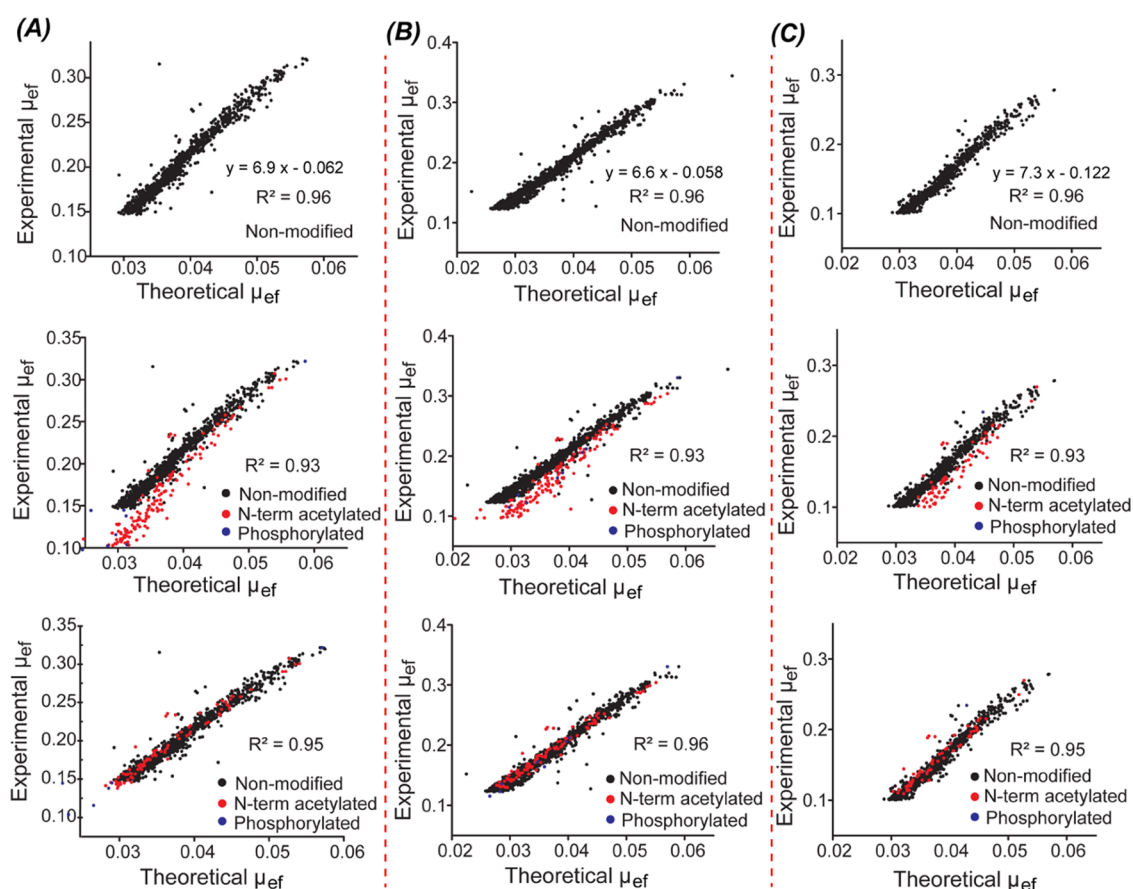 (A)
Experimental μef
0.30
0.25
0.20
0.15
0.10
y = 6.9 x - 0.062
R² = 0.96
Non-modified
0.03 0.04 0.05 0.06
Theoretical μef
Experimental μef
0.35
0.30
0.25
0.20
0.15
0.10
R² = 0.93
Non-modified
N-term acetylated
Phosphorylated
0.03 0.04 0.05 0.06
Theoretical μef
Experimental μef
0.35
0.30
0.25
0.20
0.15
0.10
R² = 0.95
Non-modified
N-term acetylated
Phosphorylated
0.03 0.04 0.05 0.06
Theoretical μef
(B)
Experimental μef
0.4
0.3
0.2
0.1
y = 6.6 x - 0.058
R² = 0.96
Non-modified
0.02 0.03 0.04 0.05 0.06
Theoretical μef
Experimental μef
0.4
0.3
0.2
0.1
R² = 0.93
Non-modified
N-term acetylated
Phosphorylated
0.02 0.03 0.04 0.05 0.06
Theoretical μef
Experimental μef
0.4
0.3
0.2
0.1
R² = 0.96
Non-modified
N-term acetylated
Phosphorylated
0.02 0.03 0.04 0.05 0.06
Theoretical μef
(C)
Experimental μef
0.3
0.2
0.1
y = 7.3 x - 0.122
R² = 0.96
Non-modified
0.02 0.03 0.04 0.05 0.06
Theoretical μef
Experimental μef
0.3
0.2
0.1
R² = 0.93
Non-modified
N-term acetylated
Phosphorylated
0.02 0.03 0.04 0.05 0.06
Theoretical μef
Experimental μef
0.3
0.2
0.1
R² = 0.95
Non-modified
N-term acetylated
Phosphorylated
0.02 0.03 0.04 0.05 0.06
Theoretical μef